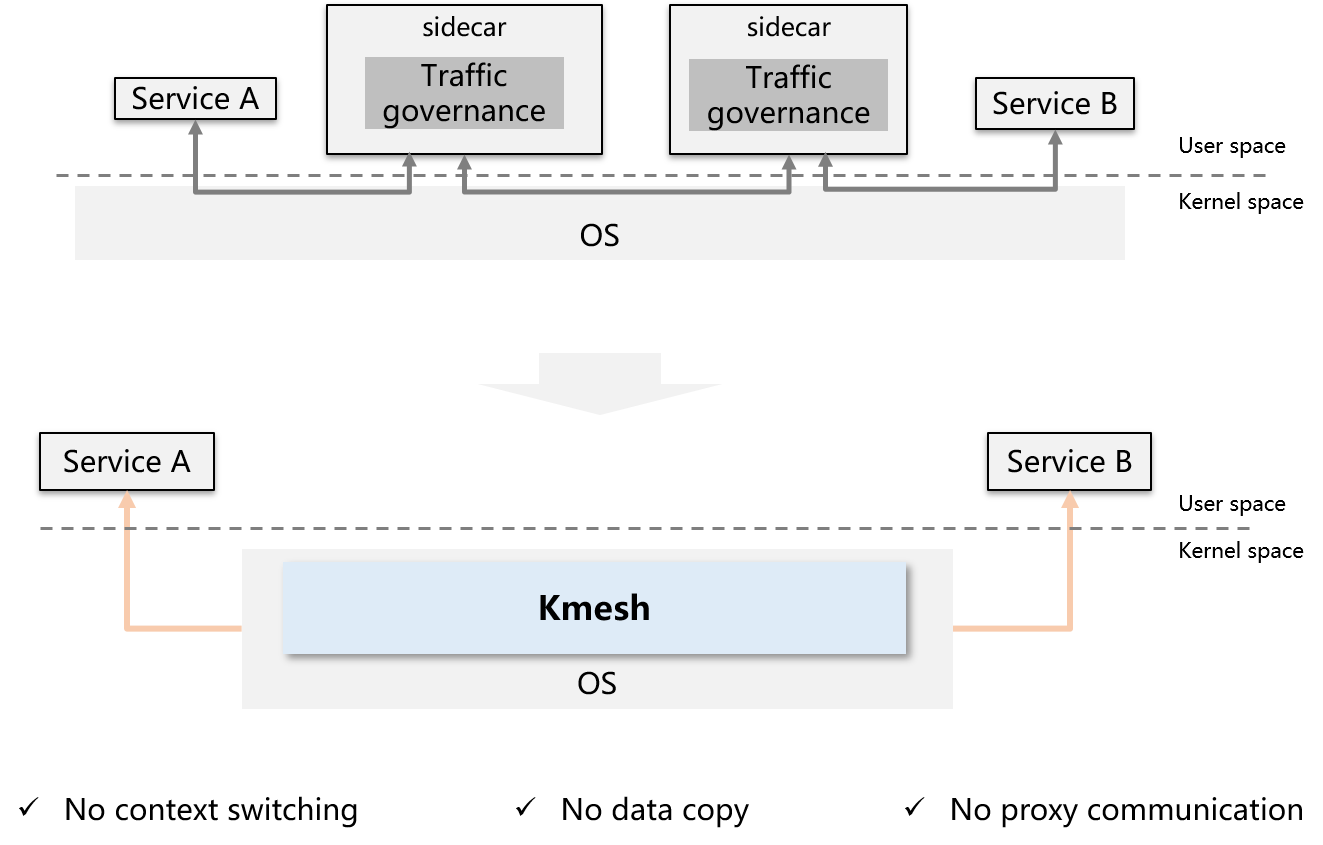 sidecar
sidecar
Traffic
governance
Traffic
governance
Service A
Service B
User space
Kernel space
OS
Service A
Service B
User space
Kernel space
Kmesh
OS
✓ No context switching
✓ No data copy
✓ No proxy communication